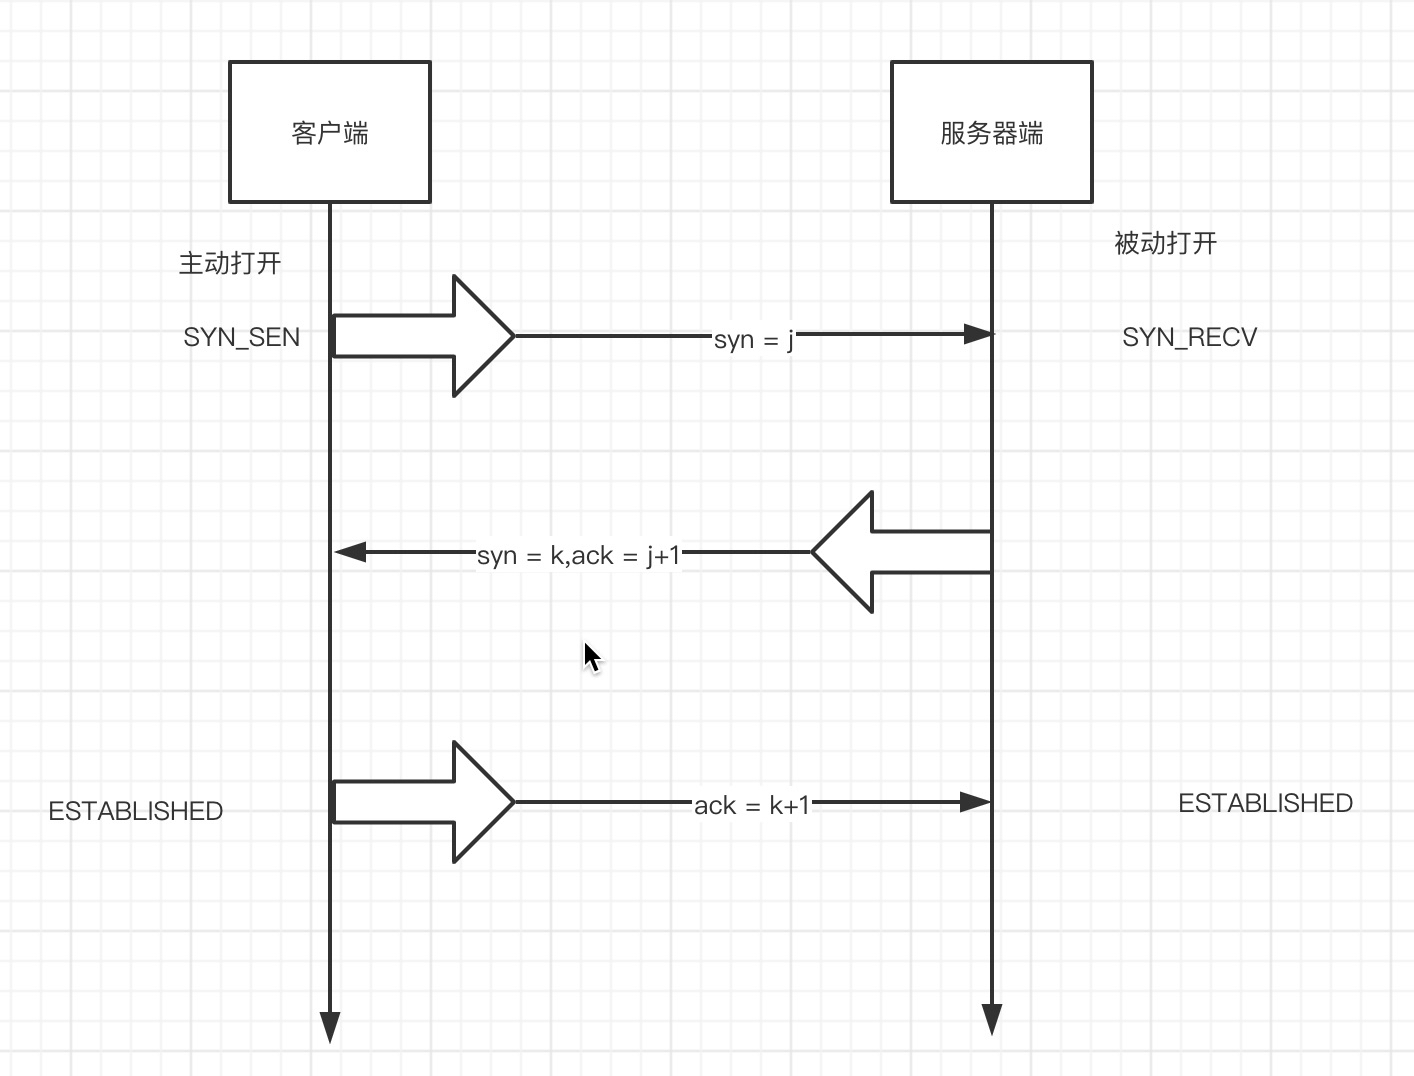 客户端
服务器端
主动打开
被动打开
SYN_SEN
syn = j
SYN_RECV
syn = k,ack = j+1
ESTABLISHED
ack = k+1
ESTABLISHED